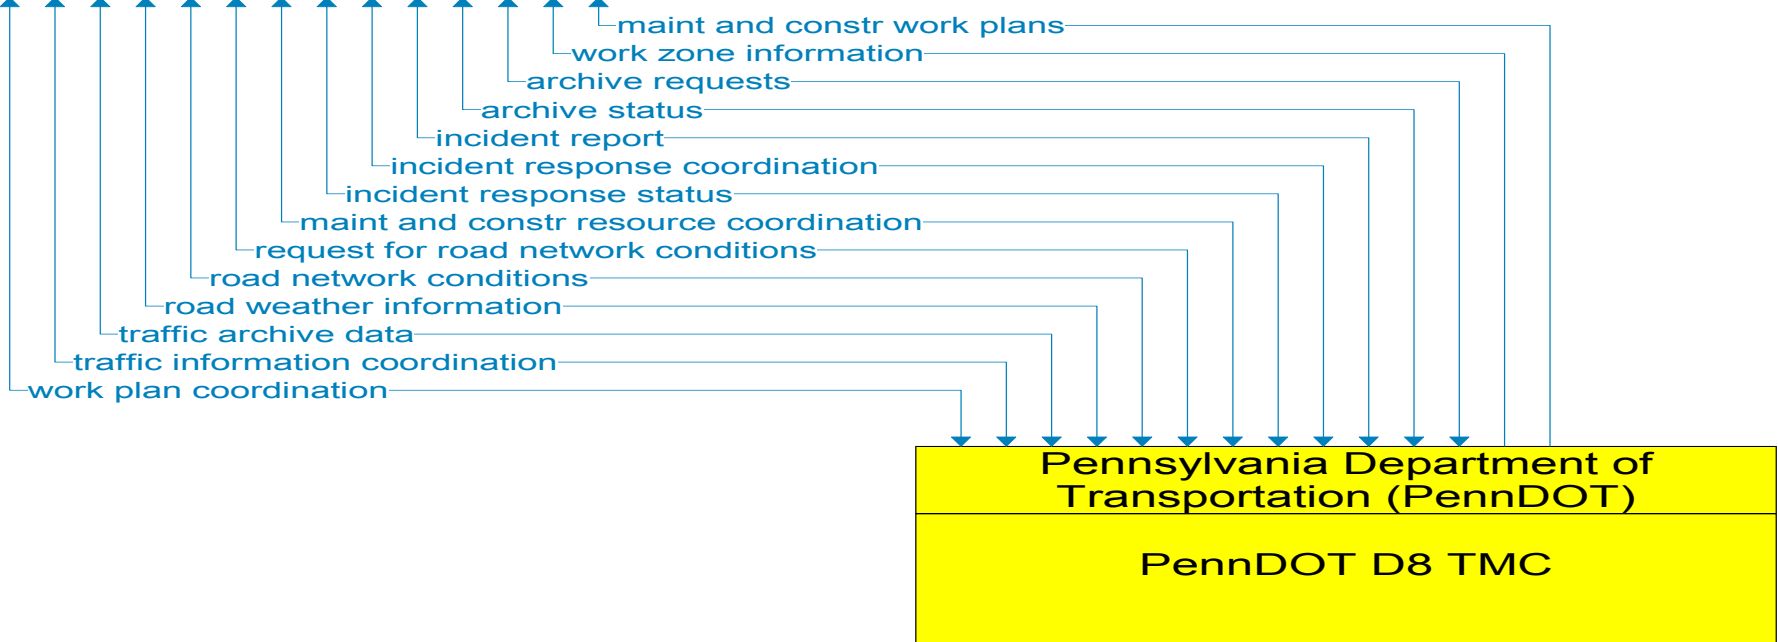 maint and constr work plans
work zone information
archive requests
archive status
incident report
incident response coordination
incident response status
maint and constr resource coordination
request for road network conditions
road network conditions
road weather information
traffic archive data
traffic information coordination
work plan coordination
Pennsylvania Department of
Transportation (PennDOT)
PennDOT D8 TMC